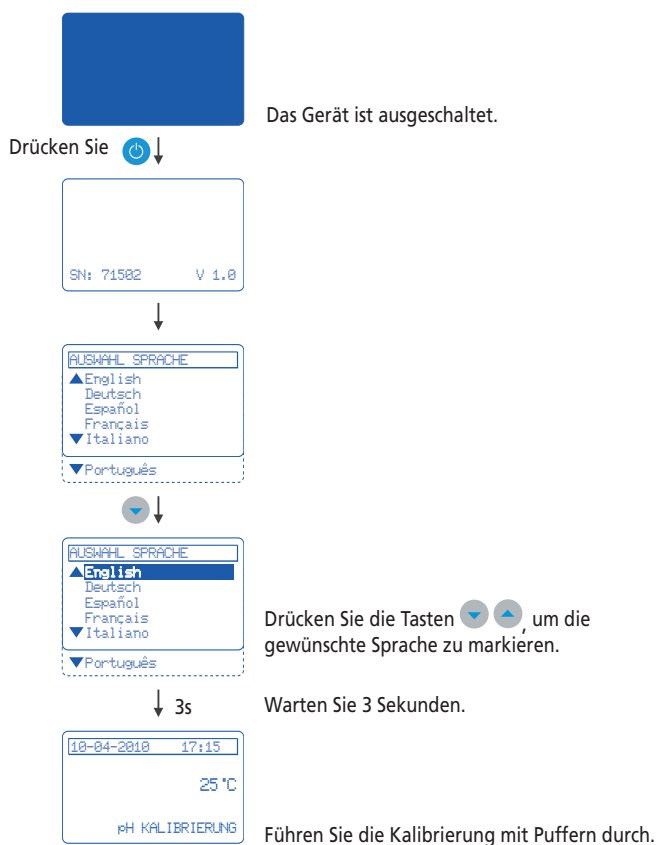 Das Gerät ist ausgeschaltet.
Drücken Sie
SN: 71502 V 1.0
AUSWAHL SPRACHE
English
Deutsch
Español
Français
Italiano
Português
AUSWAHL SPRACHE
English
Deutsch
Español
Français
Italiano
Português
Drücken Sie die Tasten , um die
gewünschte Sprache zu markieren.
3s
Warten Sie 3 Sekunden.
10-04-2010 17:15
25 °C
pH KALIBRIERUNG
Führen Sie die Kalibrierung mit Puffern durch.